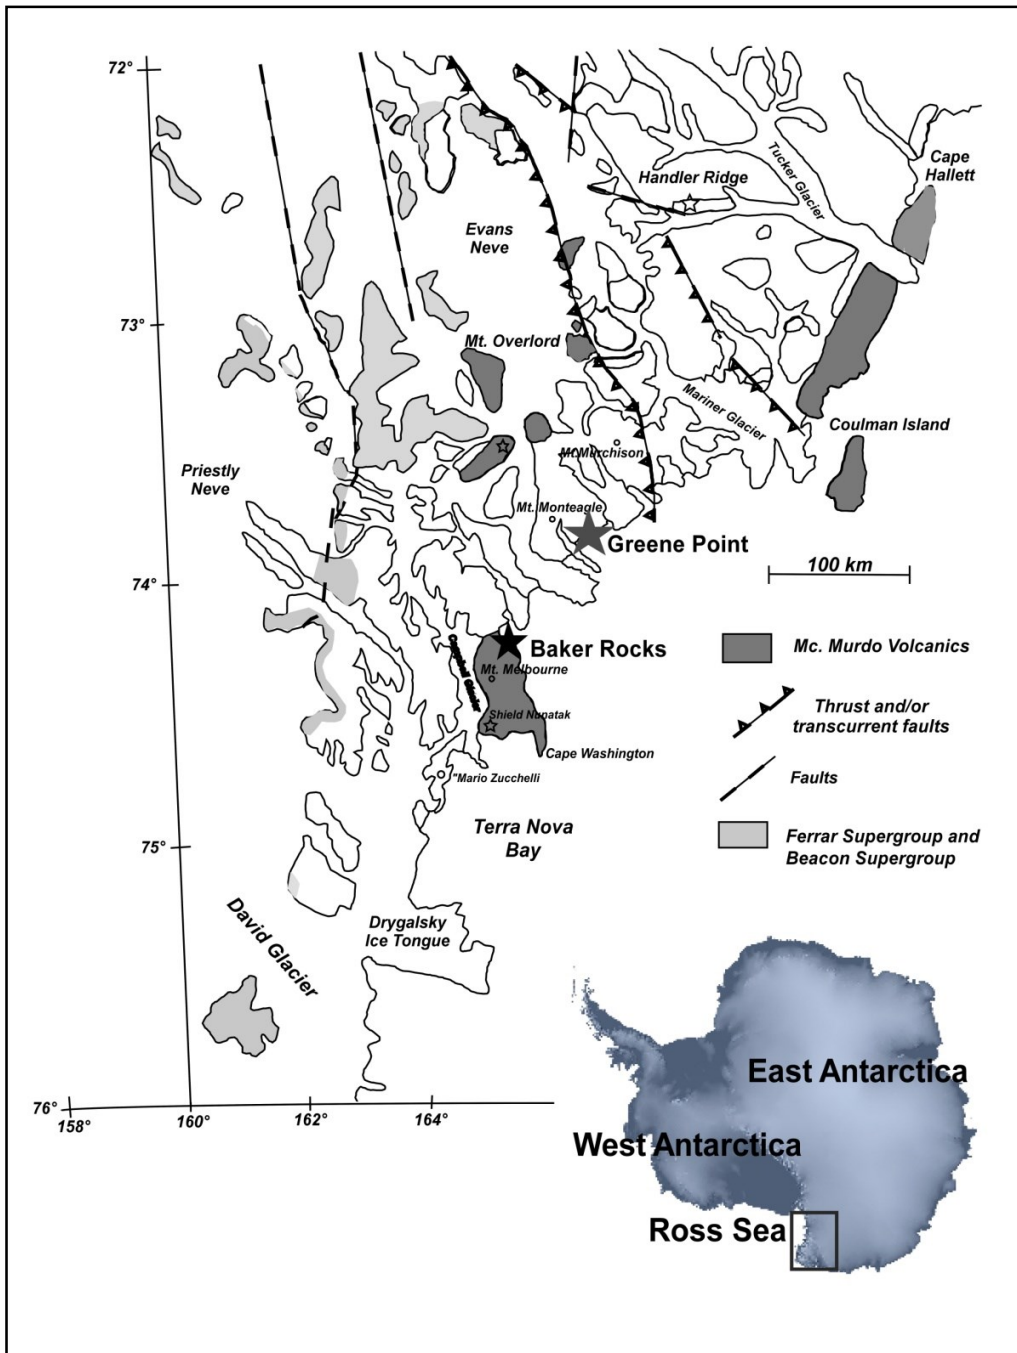 72°
Cape
Hallett
Tucker Glacier
Handler Ridge
Evans
Neve
73°
Mt. Overlord
Mariner Glacier
Coulman Island
Mt.Murchison
Priestly
Neve
Mt. Monteagle
Greene Point
100 km
74°
Baker Rocks
Campbell Glacier
Mt. Melbourne
Mc. Murdo Volcanics
Shield Nunatak
Thrust and/or
transcurrent faults
Cape Washington
"Mario Zucchelli
Faults
Terra Nova
Bay
75°
Ferrar Supergroup and
Beacon Supergroup
David Glacier
Drygalsky
Ice Tongue
East Antarctica
76°
158°
160°
162°
164°
West Antarctica
Ross Sea